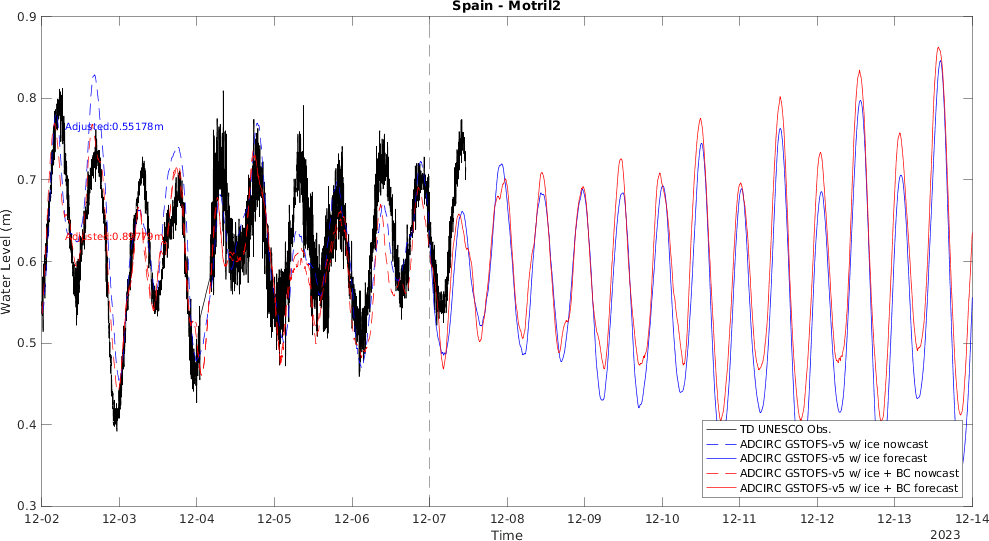 Spain - Motril2
0.9
0.8
0.7
0.6
0.5
0.4
0.3
Water Level (m)
Adjusted:0.55178m
12-02
12-03
12-04
12-05
12-06
12-07
12-08
12-09
12-10
12-11
12-12
12-13
12-14
Time
2023
TD UNESCO Obs.
ADCIRC GSTOFS-v5 w/ ice nowcast
ADCIRC GSTOFS-v5 w/ ice forecast
ADCIRC GSTOFS-v5 w/ ice + BC nowcast
ADCIRC GSTOFS-v5 w/ ice + BC forecast